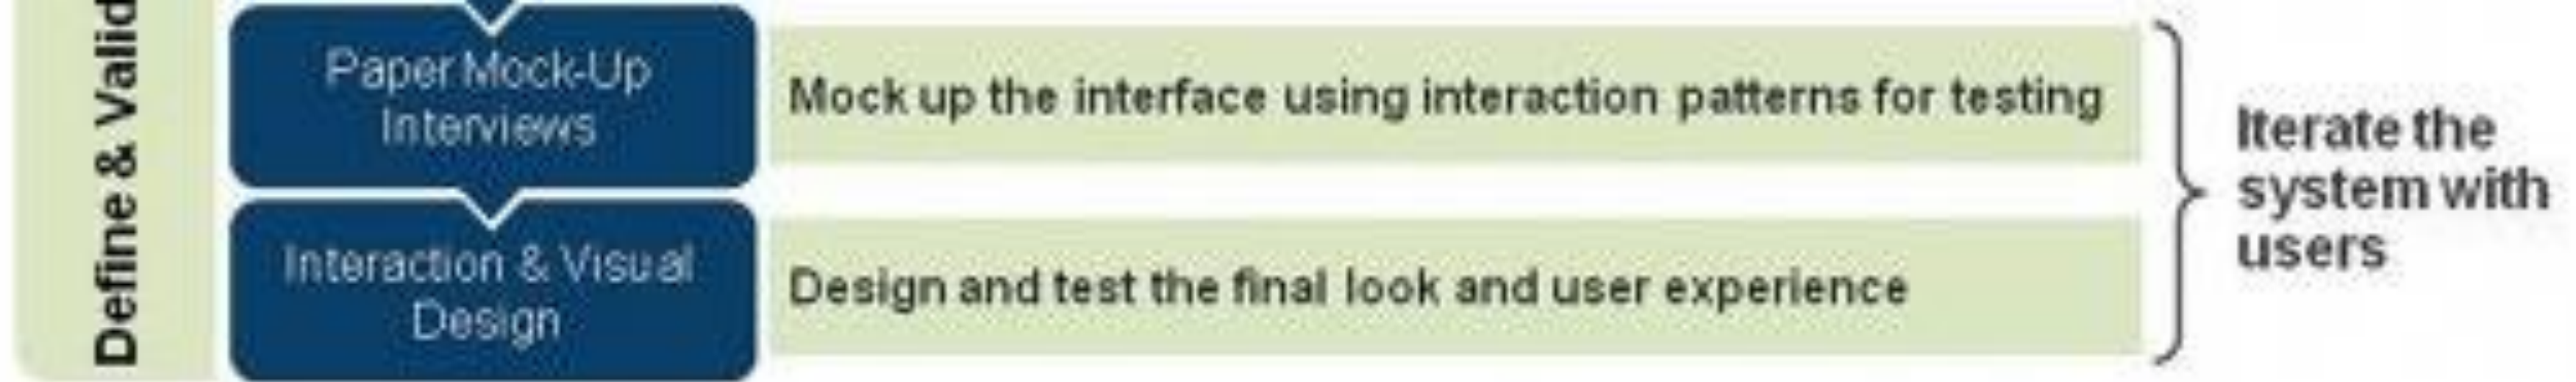 Define & Valid
Paper Mock-Up
Interviews
Mock up the interface using interaction patterns for testing
Interaction & Visual
Design
Design and test the final look and user experience
Iterate the
system with
users